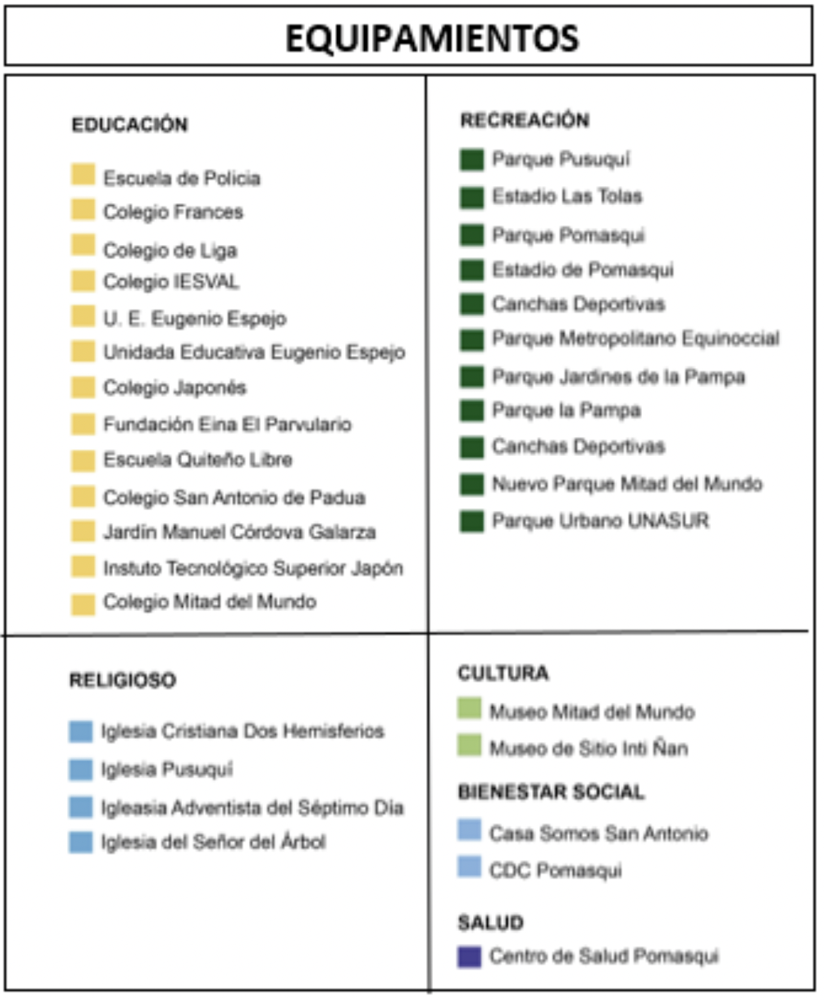 EQUIPAMIENTOS
EDUCACIÓN
Escuela de Policia
Colegio Frances
Colegio de Liga
Colegio IESVAL
U. E. Eugenio Espejo
Unidada Educativa Eugenio Espejo
Colegio Japonés
Fundación Eina El Parvulario
Escuela Quiteño Libre
Colegio San Antonio de Padua
Jardín Manuel Córdova Galarza
Instuto Tecnológico Superior Japón
Colegio Mitad del Mundo
RECREACIÓN
Parque Pusuquí
Estadio Las Tolas
Parque Pomasqui
Estadio de Pomasqui
Canchas Deportivas
Parque Metropolitano Equinoccial
Parque Jardines de la Pampa
Parque la Pampa
Canchas Deportivas
Nuevo Parque Mitad del Mundo
Parque Urbano UNASUR
RELIGIOSO
Iglesia Cristiana Dos Hemisferios
Iglesia Pusuquí
Igleasia Adventista del Séptimo Día
Iglesia del Señor del Árbol
CULTURA
Museo Mitad del Mundo
Museo de Sitio Inti Ñan
BIENESTAR SOCIAL
Casa Somos San Antonio
CDC Pomasqui
SALUD
Centro de Salud Pomasqui